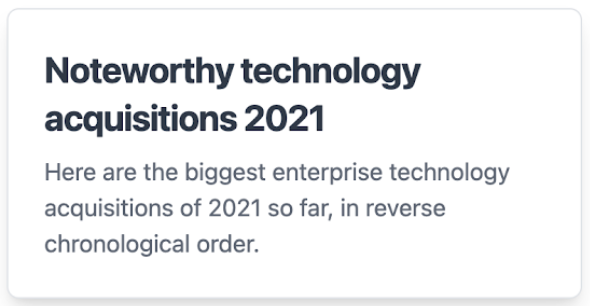 Noteworthy technology
acquisitions 2021
Here are the biggest enterprise technology
acquisitions of 2021 so far, in reverse
chronological order.